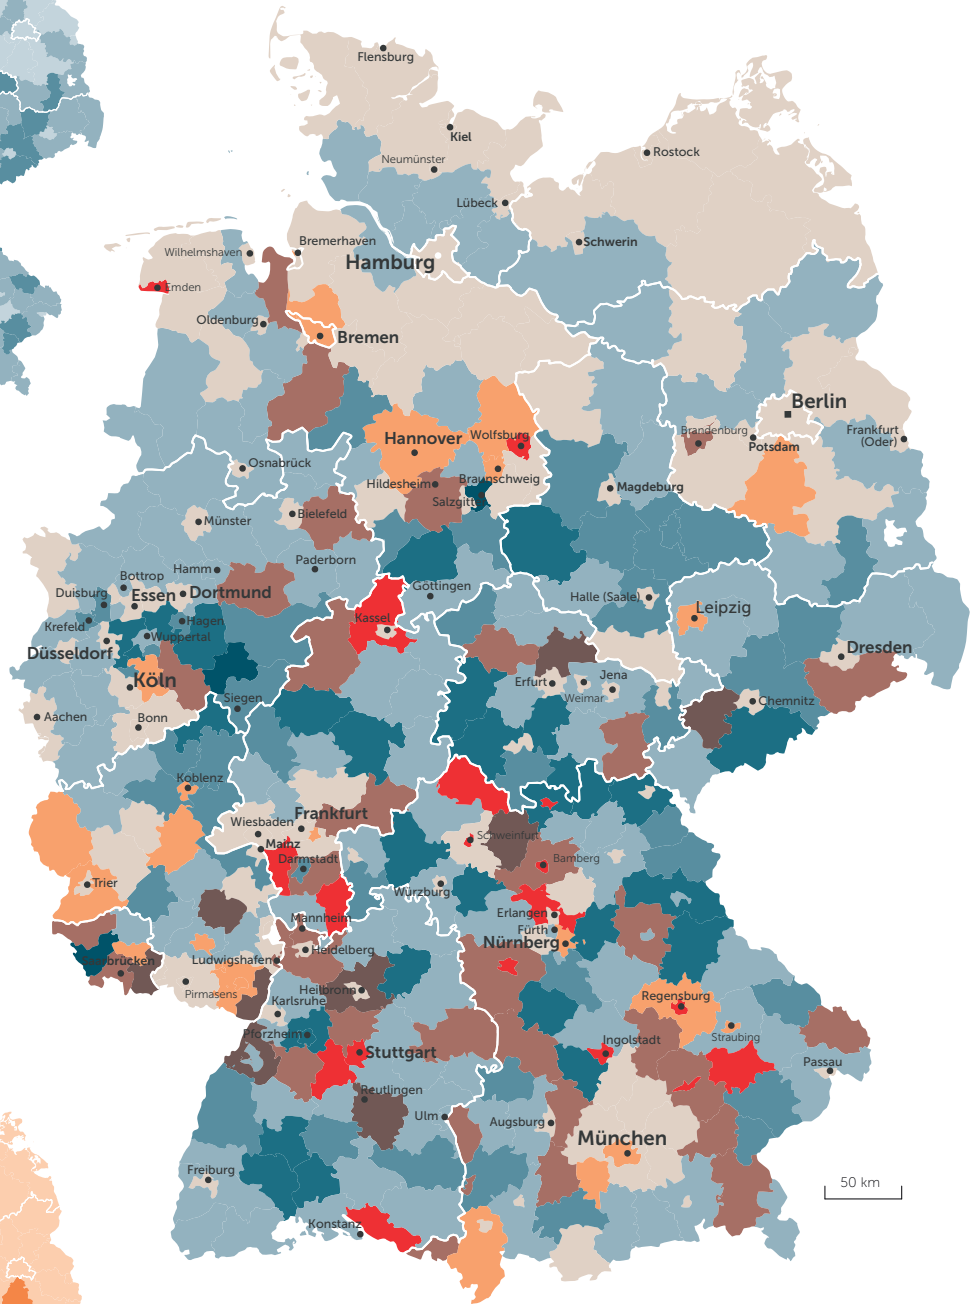 Flensburg
Kiel
Neumünster
Rostock
Lübeck
Schwerin
Bremerhaven
Wilhelmshaven
Hamburg
Emden
Oldenburg
Bremen
Berlin
Brandenburg
Frankfurt
(Oder)
Potsdam
Hannover
Wolfsburg
Osnabrück
Hildesheim
Braunschweig
Salzgitter
Magdeburg
Münster
Bielefeld
Paderborn
Hamm
Bottrop
Duisburg
Essen
Dortmund
Göttingen
Halle (Saale)
Leipzig
Krefeld
Hagen
Wuppertal
Kassel
Düsseldorf
Dresden
Köln
Erfurt
Weimar
Jena
Siegen
Chemnitz
Aachen
Bonn
Koblenz
Wiesbaden
Frankfurt
Mainz
Darmstadt
Schweinfurt
Bamberg
Trier
Würzburg
Mannheim
Erlangen
Fürth
Nürnberg
Heidelberg
Saarbrücken
Ludwigshafen
Pirmasens
Heilbronn
Karlsruhe
Regensburg
Pforzheim
Stuttgart
Ingolstadt
Straubing
Passau
Reutlingen
Ulm
Augsburg
München
Freiburg
Konstanz
50 km